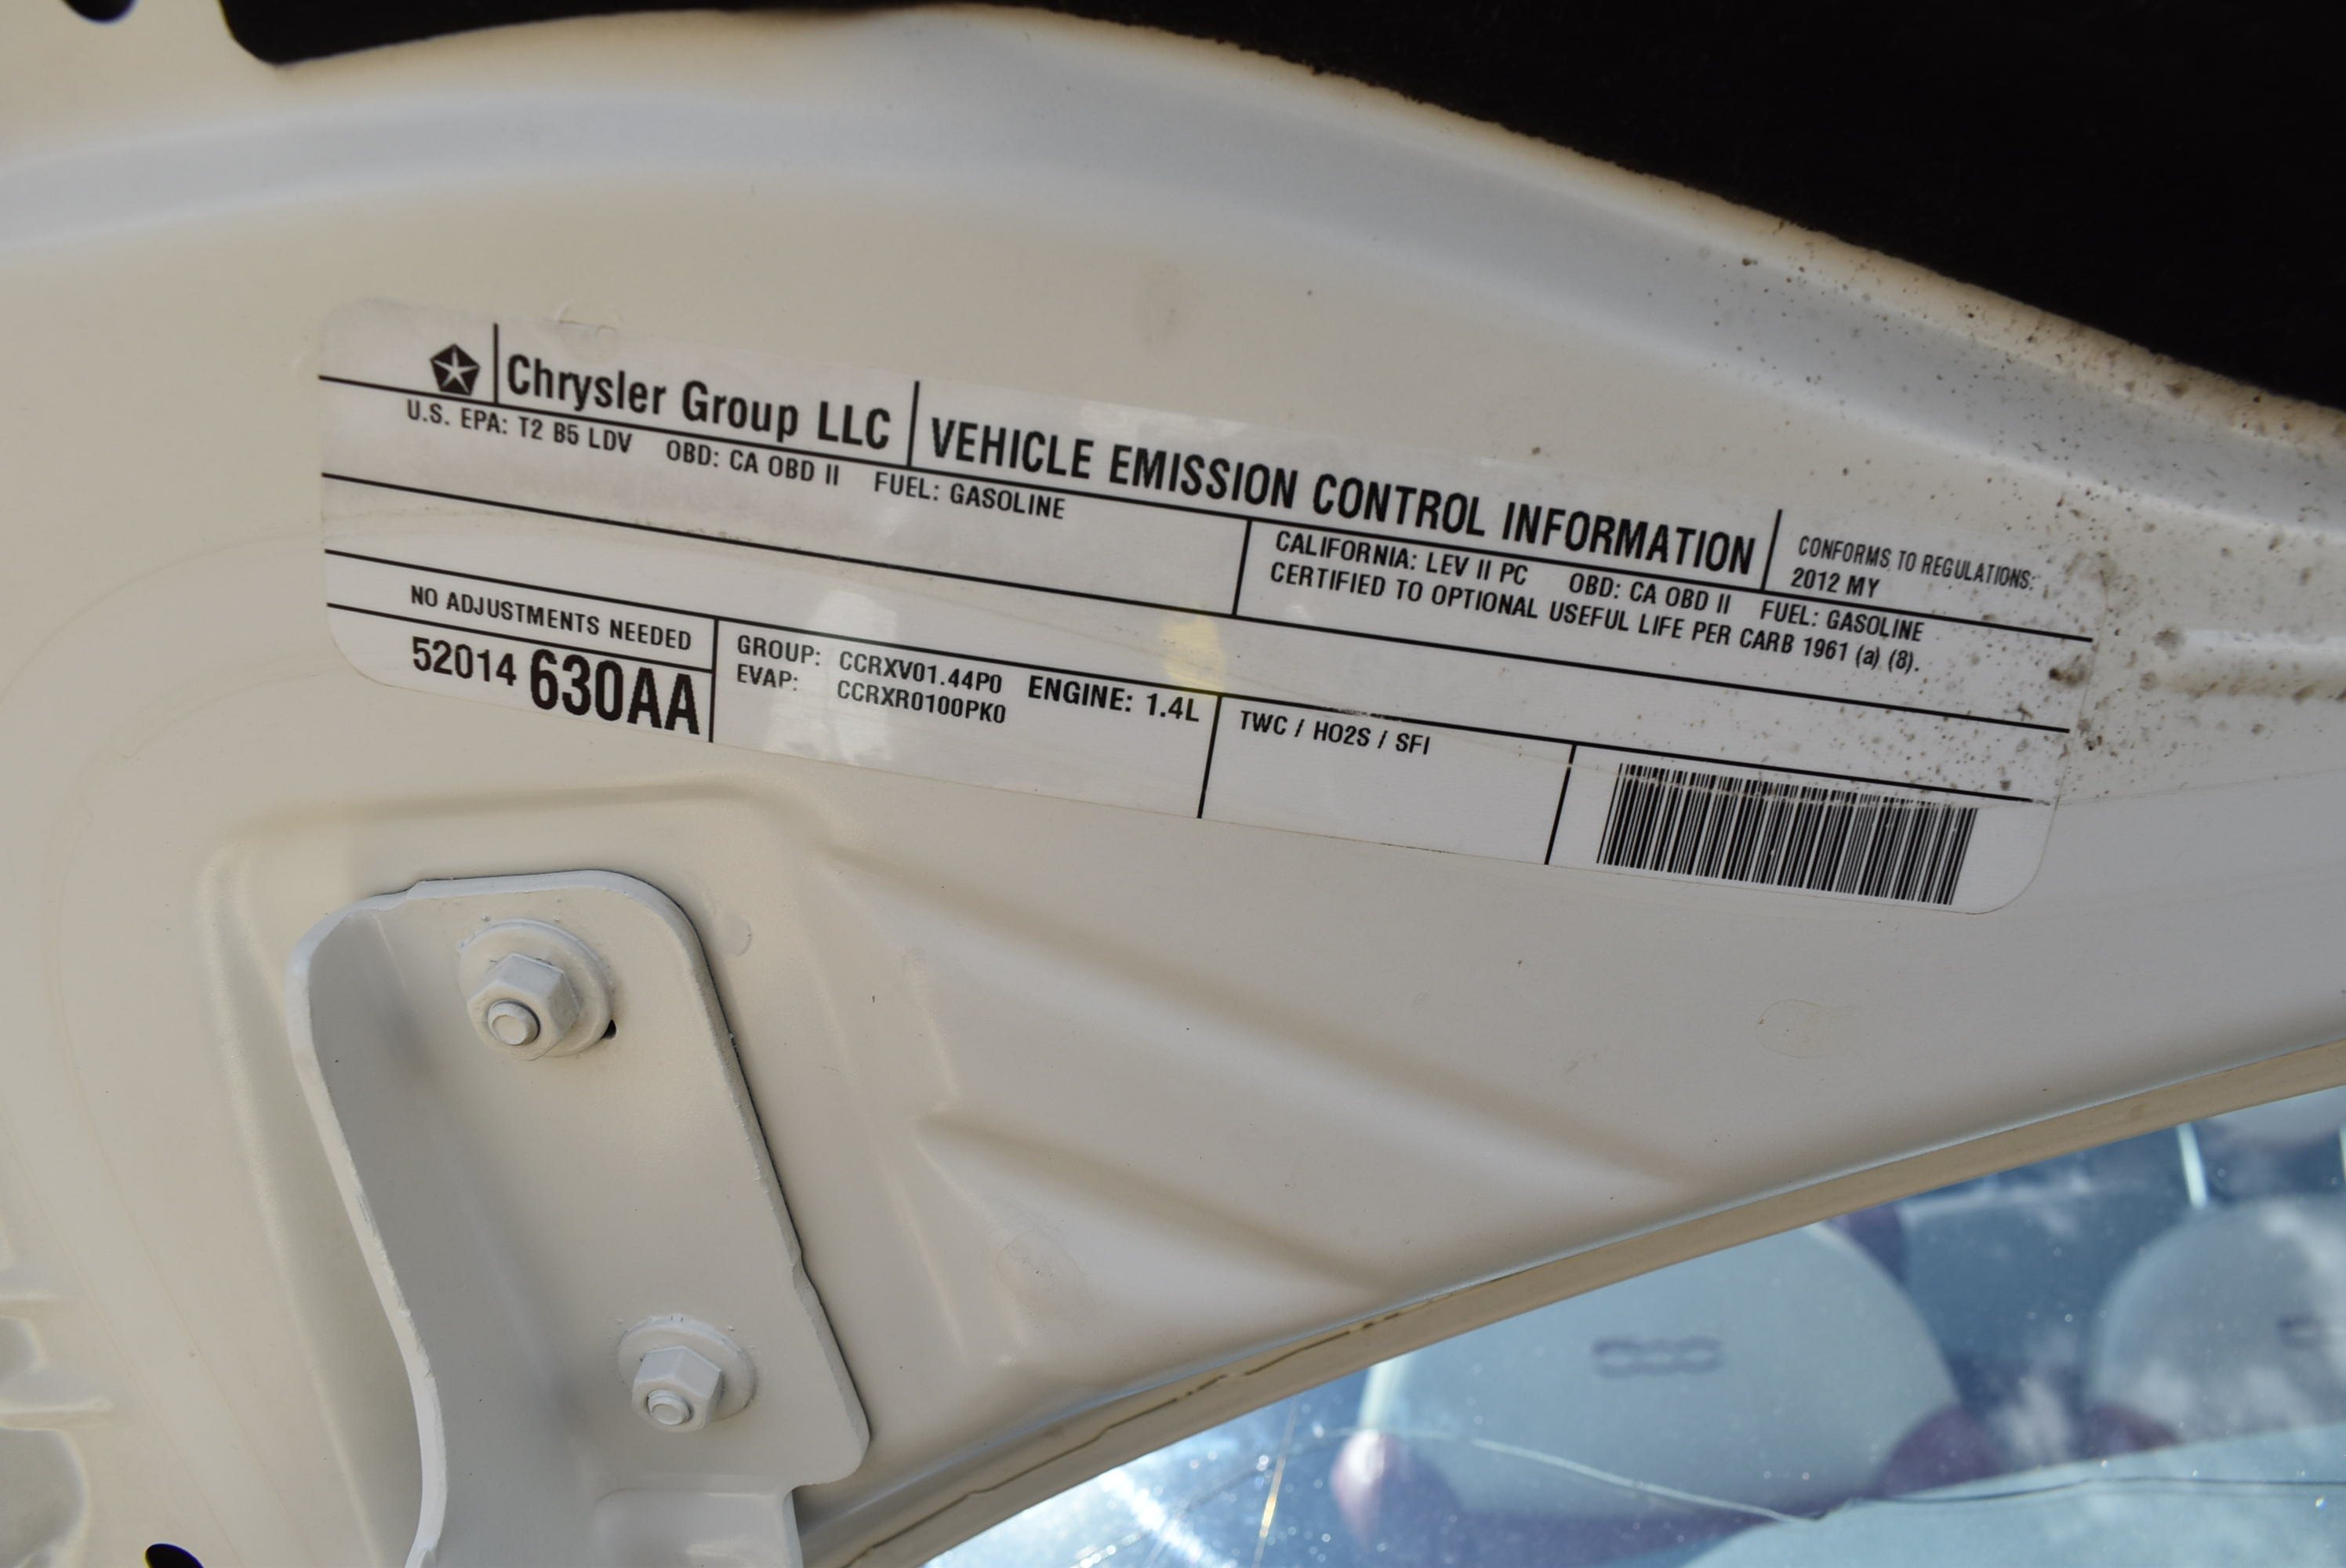 Chrysler Group LLC
VEHICLE EMISSION CONTROL INFORMATION
CONFORMS TO REGULATIONS:
2012 MY
U.S. EPA: T2 B5 LDV OBD: CA OBD II FUEL: GASOLINE
CALIFORNIA: LEV II PC OBD: CA OBD II FUEL: GASOLINE
CERTIFIED TO OPTIONAL USEFUL LIFE PER CARB 1961 (a) (8).
NO ADJUSTMENTS NEEDED
52014 630AA
GROUP: CCRXV01.44P0 ENGINE: 1.4L
EVAP: CCRXR0100PK0
TWC / HO2S / SFI
500